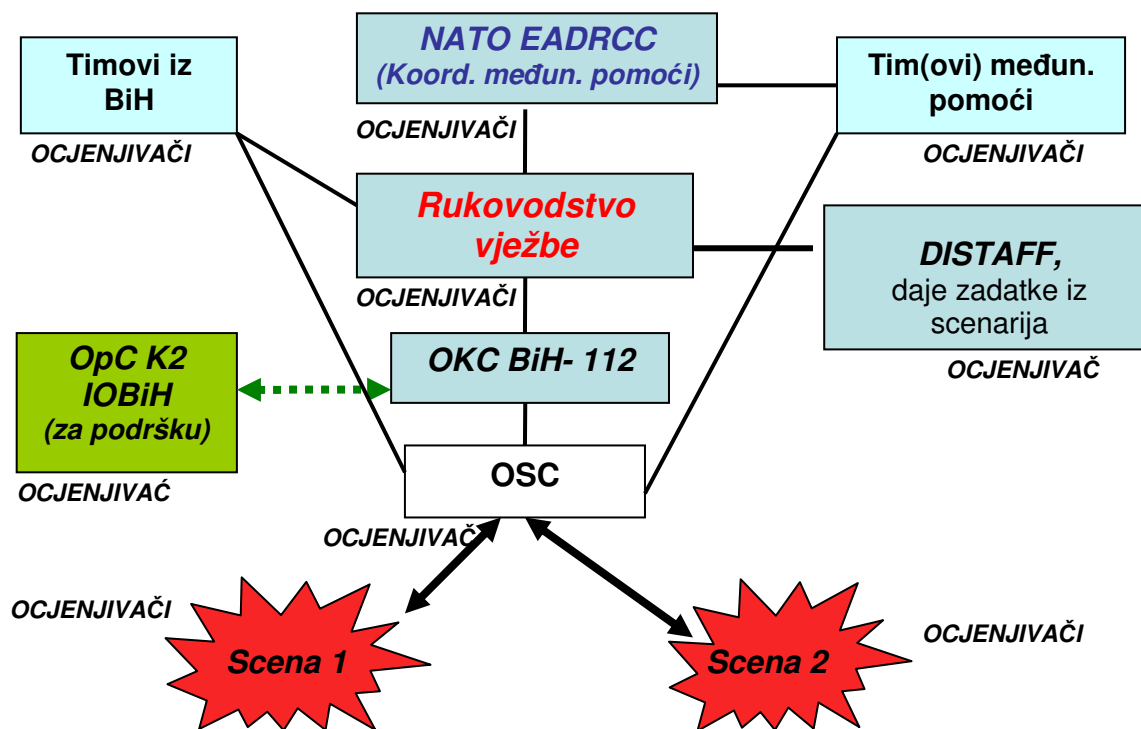 NATO EADRCC
(Koord. međun. pomoći)
Timovi iz
BiH
Tim(ovi) međun.
pomoći
OCJENJIVAČI
OCJENJIVAČI
OCJENJIVAČI
Rukovodstvo
vježbe
DISTAFF,
daje zadatke iz
scenarija
OCJENJIVAČI
OpC K2
IOBiH
(za podršku)
OKC BiH- 112
OCJENJIVAČ
OSC
OCJENJIVAĆ
OCJENJIVAČ
OCJENJIVAČI
OCJENJIVAČI
Scena 1
Scena 2